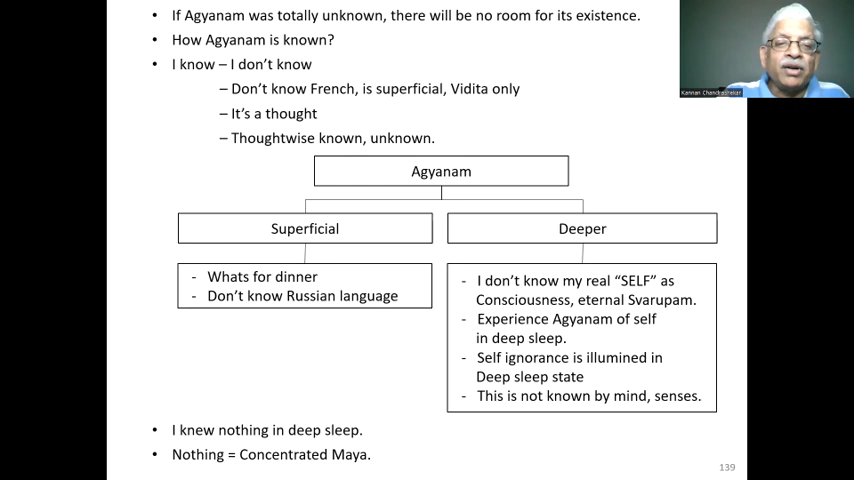 • If Agyanam was totally unknown, there will be no room for its existence.
• How Agyanam is known?
• I know – I don't know
– Don't know French, is superficial, Vidita only
– It's a thought
– Thoughtwise known, unknown.
Agyanam
Superficial
- Whats for dinner
- Don't know Russian language
Deeper
- I don't know my real "SELF" as
Consciousness, eternal Svarupam.
- Experience Agyanam of self
in deep sleep.
- Self ignorance is illumined in
Deep sleep state
- This is not known by mind, senses.
• I knew nothing in deep sleep.
• Nothing = Concentrated Maya.
139
Kannan Chandrasekar